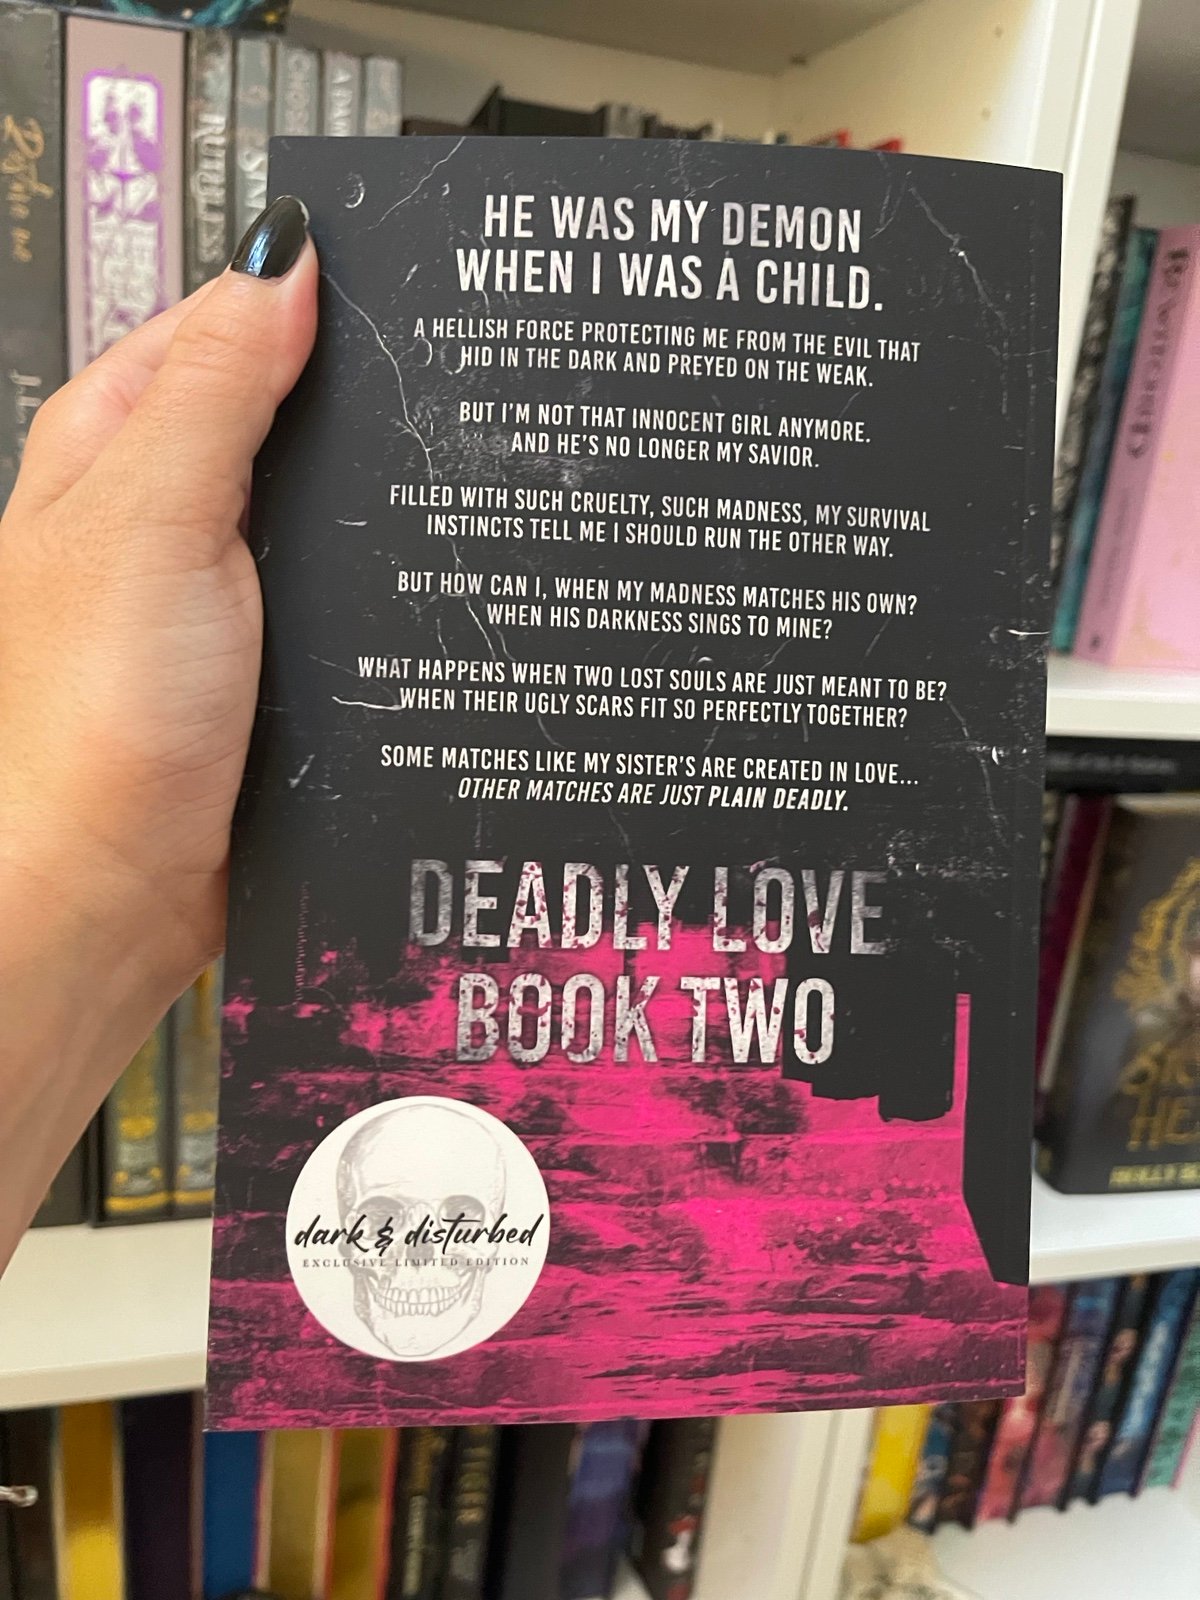 HE WAS MY DEMON
WHEN I WAS A CHILD.
A HELLISH FORCE PROTECTING ME FROM THE EVIL THAT
HID IN THE DARK AND PREYED ON THE WEAK.
BUT I'M NOT THAT INNOCENT GIRL ANYMORE.
AND HE'S NO LONGER MY SAVIOR.
FILLED WITH SUCH CRUELTY, SUCH MADNESS, MY SURVIVAL
INSTINCTS TELL ME I SHOULD RUN THE OTHER WAY.
BUT HOW CAN I, WHEN MY MADNESS MATCHES HIS OWN?
WHEN HIS DARKNESS SINGS TO MINE?
WHAT HAPPENS WHEN TWO LOST SOULS ARE JUST MEANT TO BE?
WHEN THEIR UGLY SCARS FIT SO PERFECTLY TOGETHER?
SOME MATCHES LIKE MY SISTER'S ARE CREATED IN LOVE...
OTHER MATCHES ARE JUST PLAIN DEADLY.
DEADLY LOVE
BOOK TWO
dark & disturbed
EXCLUSIVE LIMITED EDITION
RUTHLESS